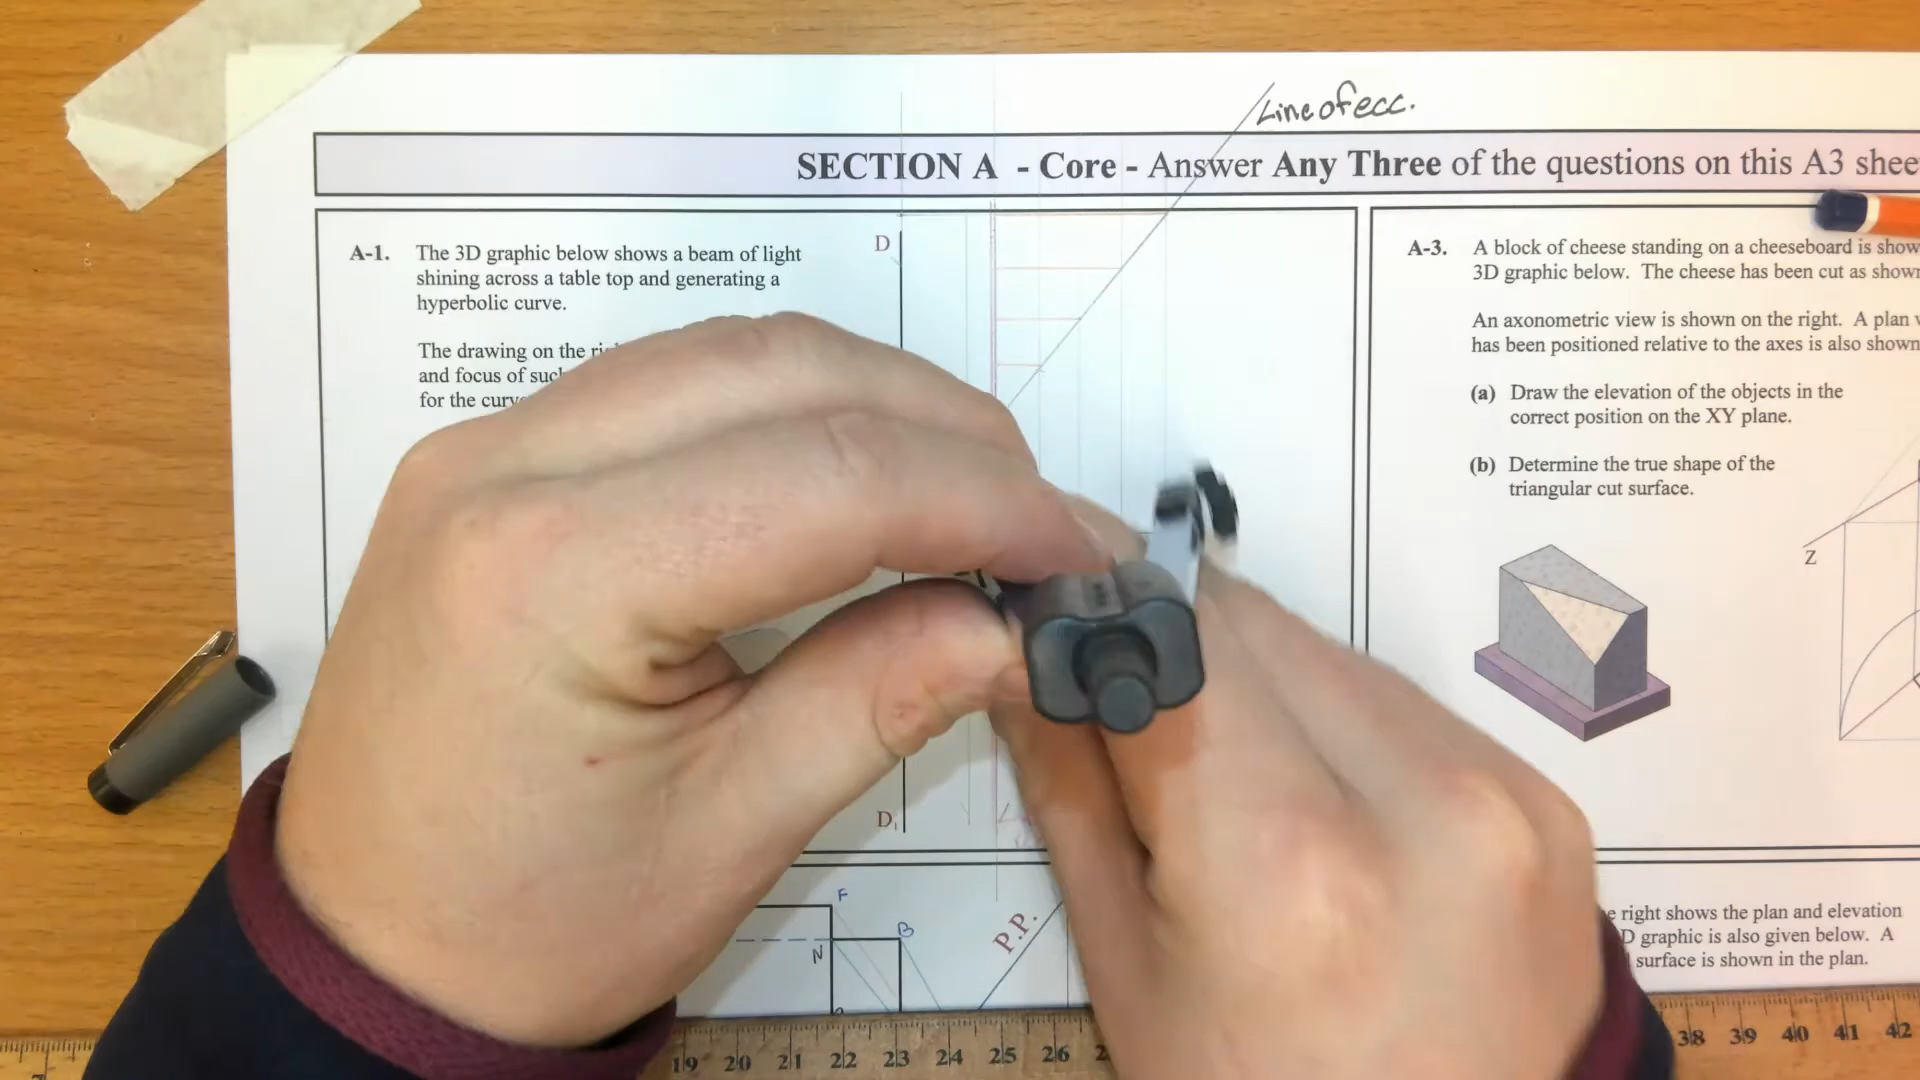 Line of ecc.
SECTION A - Core - Answer Any Three of the questions on this A3
A-1. The 3D graphic below shows a beam of light
shining across a table top and generating a
hyperbolic curve.
The drawing on the
and focus of
for the
D
D₁
A-3. A block of cheese standing on a cheeseboard is
3D graphic below. The cheese has been cut as
An axonometric view is shown on the right. A plan
has been positioned relative to the axes is also shown
(a) Draw the elevation of the objects in the
correct position on the XY plane.
(b) Determine the true shape of the
triangular cut surface.
Z
F
B
N
P.P.
right shows the plan and elevation
D graphic is also given below. A
surface is shown in the plan.
19 20 21 22 23 24 25 26
38 39 40 41 42